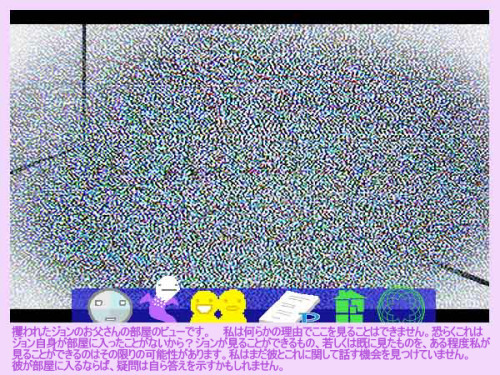 攫われたジョンのお父さんの部屋のビューです。　私は何らかの理由でここを見ることはできません。恐らくこれは
ジョン自身が部屋に入ったことがないから？ジョンが見ることができるもの、若しくは既に見たものを、ある程度私が
見ることができるのはその限りの可能性があります。私はまだ彼とこれに関して話す機会を見つけていません。
彼が部屋に入るならば、疑問は自ら答えを示すかもしれません。